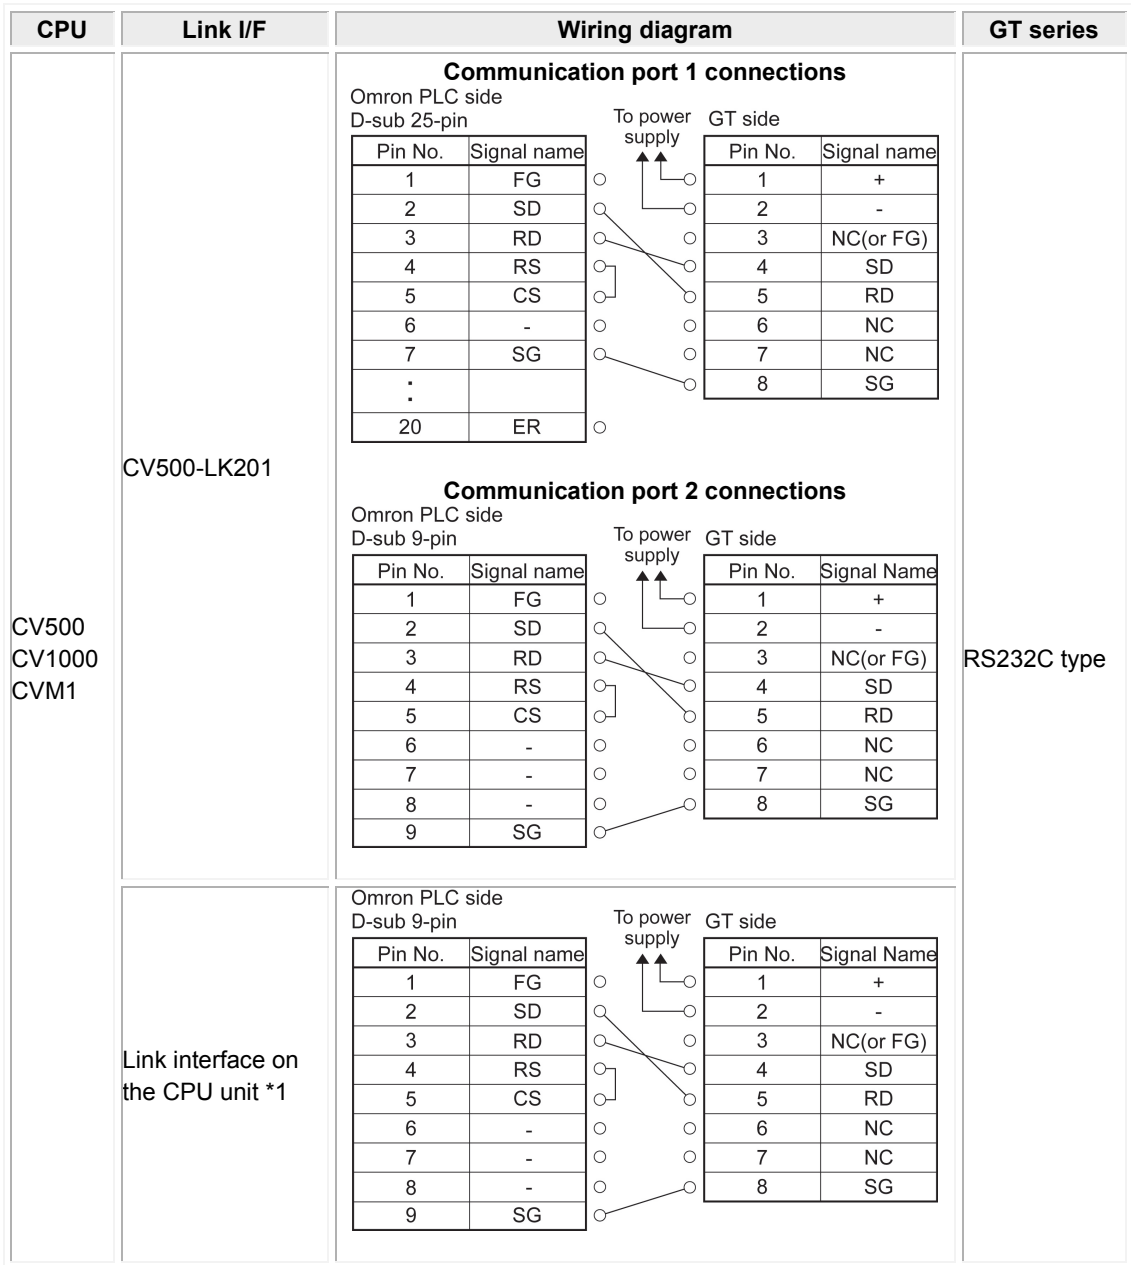 CPU Link I/F Wiring diagram GT series
CV500
CV1000
CVM1
CV500-LK201
Communication port 1 connections
Omron PLC side
D-sub 25-pin
To power
supply
GT side
Pin No. Signal name Pin No. Signal name
1 FG 1 +
2 SD 2 -
3 RD 3 NC(or FG)
4 RS 4 SD
5 CS 5 RD
6 - 6 NC
7 SG 7 NC
: 8 SG
20 ER
Communication port 2 connections
Omron PLC side
D-sub 9-pin
To power
supply
GT side
Pin No. Signal name Pin No. Signal Name
1 FG 1 +
2 SD 2 -
3 RD 3 NC(or FG)
4 RS 4 SD
5 CS 5 RD
6 - 6 NC
7 - 7 NC
8 - 8 SG
9 SG
RS232C type
Link interface on
the CPU unit *1
Omron PLC side
D-sub 9-pin
To power
supply
GT side
Pin No. Signal name Pin No. Signal Name
1 FG 1 +
2 SD 2 -
3 RD 3 NC(or FG)
4 RS 4 SD
5 CS 5 RD
6 - 6 NC
7 - 7 NC
8 - 8 SG
9 SG